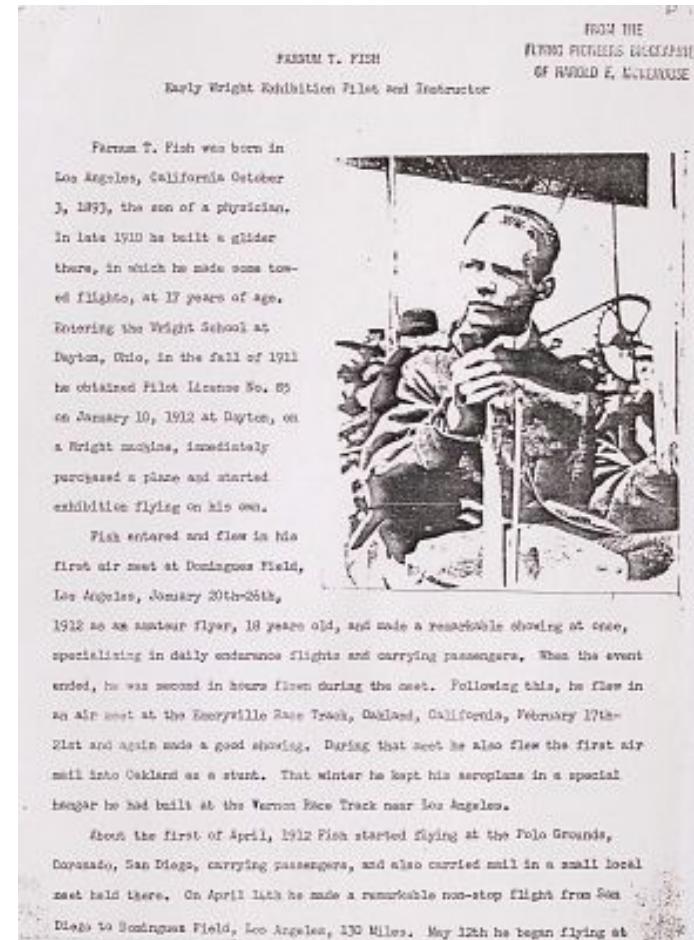 FROM THE
FLYING PIONEERS BIOGRAPHIES
OF HAROLD E. MOREHOUSE
FARNUM T. FISH
Early Wright Exhibition Pilot and Instructor
Farnum T. Fish was born in
Los Angeles, California October
3, 1893, the son of a physician.
In late 1910 he built a glider
there, in which he made some tow-
ed flights, at 17 years of age.
Entering the Wright School at
Dayton, Ohio, in the fall of 1911
he obtained Pilot License No. 85
on January 10, 1912 at Dayton, on
a Wright machine, immediately
purchased a plane and started
exhibition flying on his own.
Fish entered and flew in his
first air meet at Dominguez Field,
Los Angeles, January 20th-26th,
1912 as an amateur flyer, 18 years old, and made a remarkable showing at once,
specializing in daily endurance flights and carrying passengers. When the event
ended, he was second in hours flown during the meet. Following this, he flew in
an air meet at the Emeryville Race Track, Oakland, California, February 17th-
21st and again made a good showing. During that meet he also flew the first air
mail into Oakland as a stunt. That winter he kept his aeroplane in a special
hangar he had built at the Vernon Race Track near Los Angeles.
About the first of April, 1912 Fish started flying at the Polo Grounds,
Coronado, San Diego, carrying passengers, and also carried mail in a small local
meet held there. On April 14th he made a remarkable non-stop flight from San
Diego to Dominguez Field, Los Angeles, 130 Miles. May 12th he began flying at